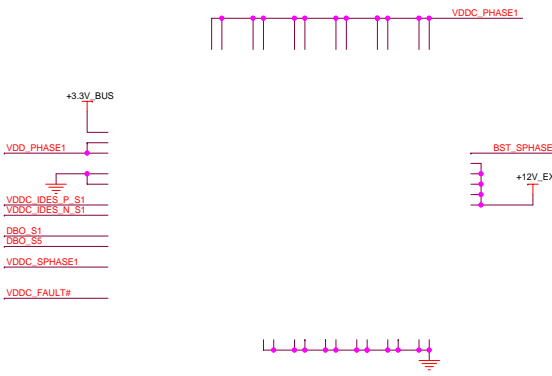 VDDC_PHASE1
+3.3V_BUS
VDD_PHASE1
BST_SPHASE
+12V_EX
VDDC_IDES_P_S1
VDDC_IDES_N_S1
DBO_S1
DBO_S5
VDDC_SPHASE1
VDDC_FAULT#